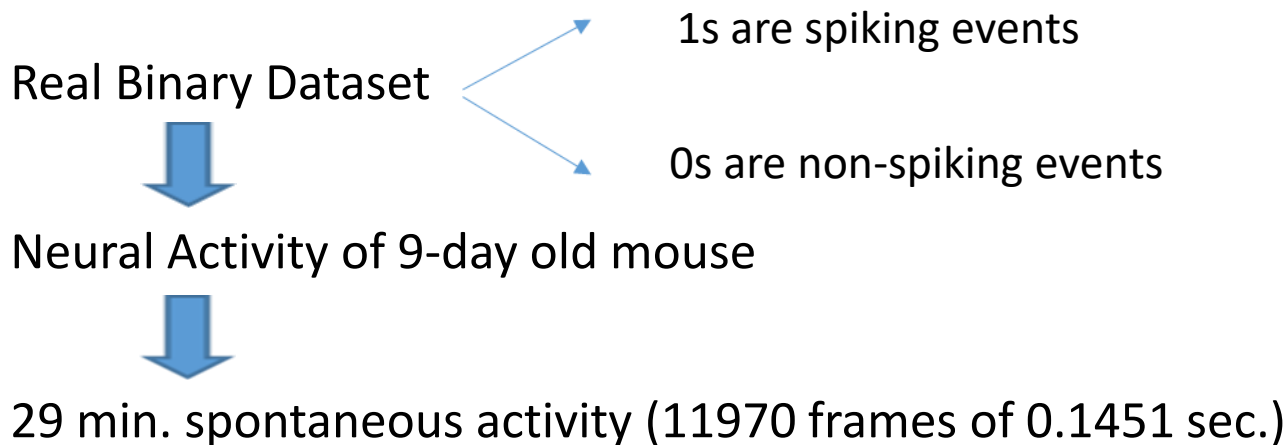 1s are spiking events
Real Binary Dataset
0s are non-spiking events
Neural Activity of 9-day old mouse
29 min. spontaneous activity (11970 frames of 0.1451 sec.)